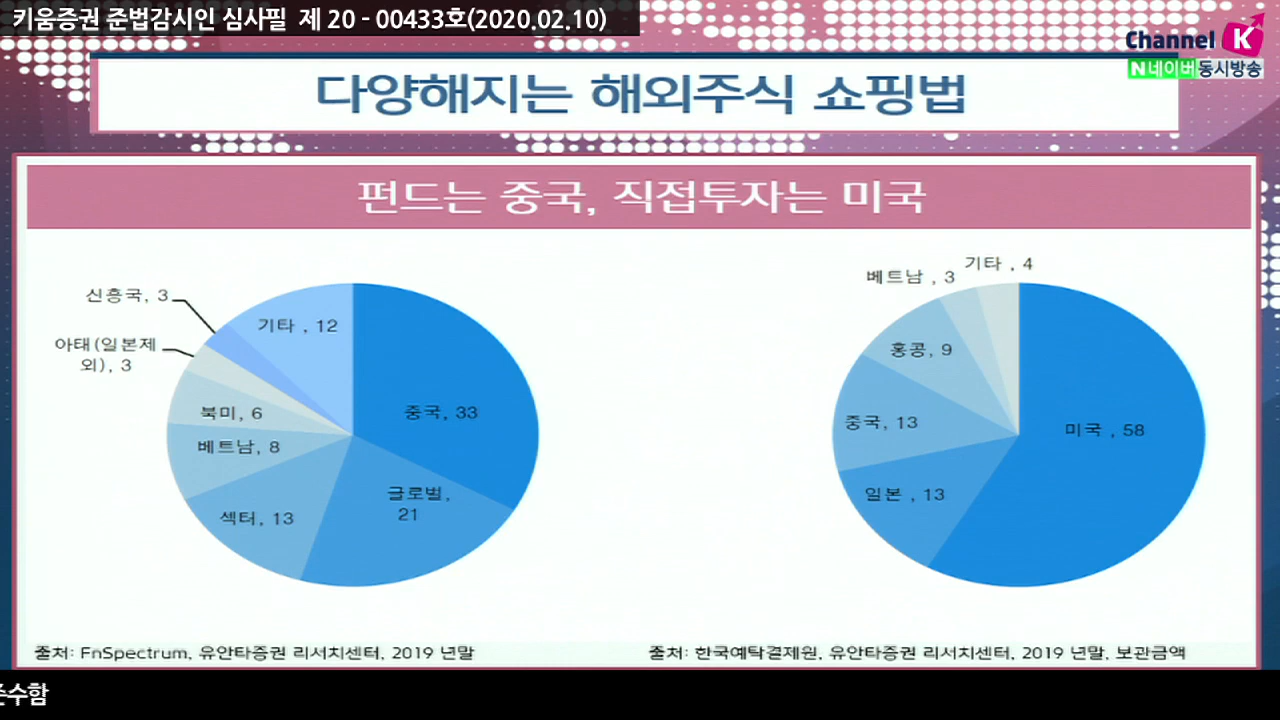 키움증권 준법감시인 심사필 제 20 - 00433호(2020.02.10)
Channel K
N 네이버 동시방송
다양해지는 해외주식 쇼핑법
펀드는 중국, 직접투자는 미국
신흥국, 3
기타 , 12
아태(일본제
외), 3
북미, 6
중국, 33
베트남, 8
글로벌,
21
섹터, 13
기타 , 4
베트남 , 3
홍콩, 9
중국, 13
미국 , 58
일본 , 13
출처: FnSpectrum, 유안타증권 리서치센터, 2019 년말
출처: 한국예탁결제원, 유안타증권 리서치센터, 2019 년말, 보관금액
수함